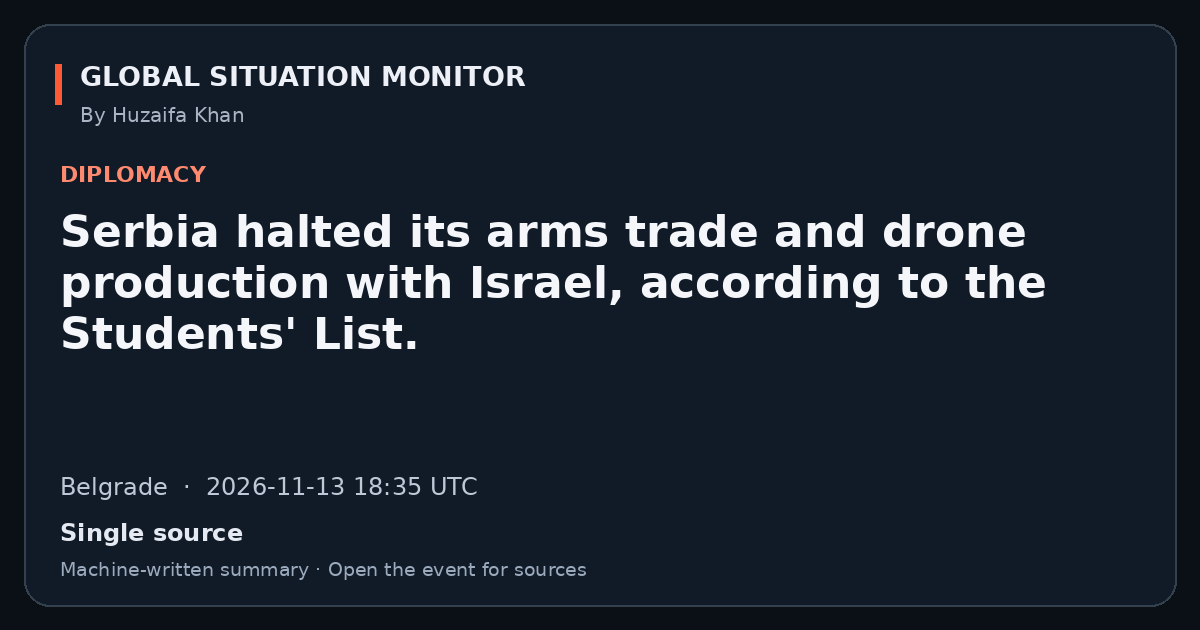 GLOBAL SITUATION MONITOR
By Huzaifa Khan
DIPLOMACY
Serbia halted its arms trade and drone
production with Israel, according to the
Students' List.
Belgrade · 2026-11-13 18:35 UTC
Single source
Machine-written summary · Open the event for sources